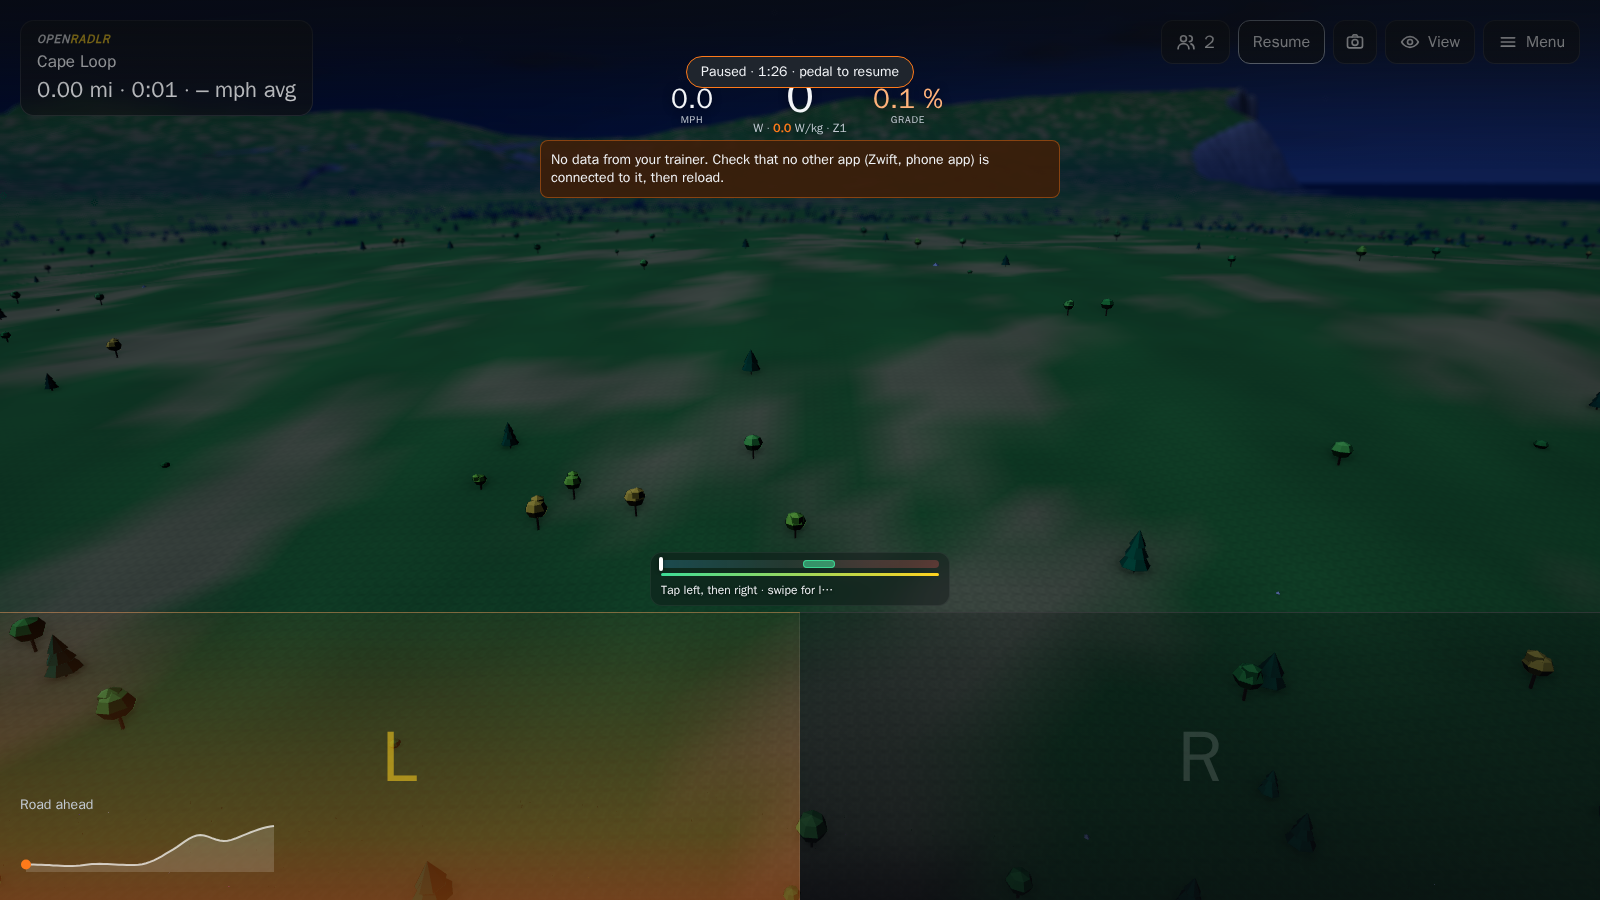 OPENRADLR
Cape Loop
0.00 mi · 0:01 · – mph avg
2
Resume
View
Menu
Paused · 1:26 · pedal to resume
0.0
MPH
0
W · 0.0 W/kg · Z1
0.1 %
GRADE
No data from your trainer. Check that no other app (Zwift, phone app) is
connected to it, then reload.
Tap left, then right · swipe for l…
L
R
Road ahead